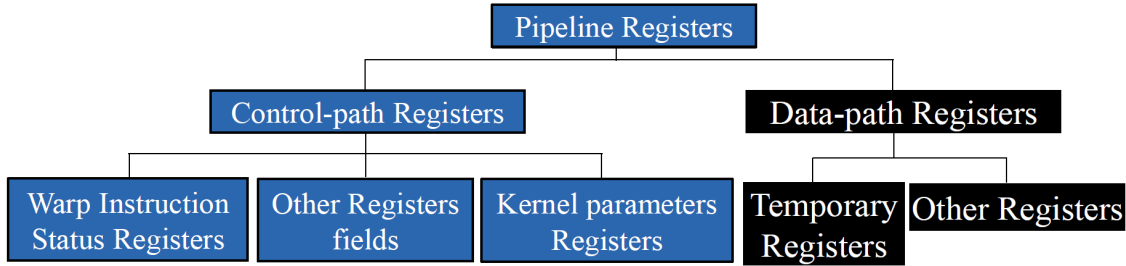 Pipeline Registers
Control-path Registers
Data-path Registers
Warp Instruction
Status Registers
Other Registers
fields
Kernel parameters
Registers
Temporary
Registers
Other Registers